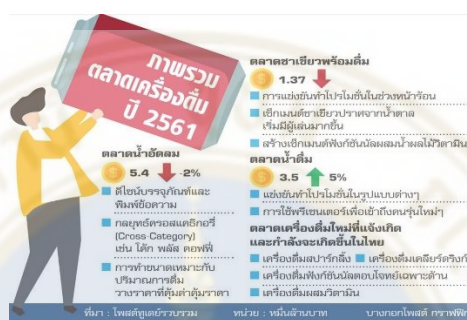 ภาพรวม
ตลาดเครื่องดื่ม
ปี 2561
ตลาดน้ำอัดลม
5.4 -2%
ดีไซน์บรรจุภัณฑ์และ
พิมพ์ข้อความ
กลยุทธ์ครอสแคธิกอรี่
(Cross-Category)
เช่น โค้ก พลัส คอฟฟี่
การทำขนาดเหมาะกับ
ปริมาณการดื่ม
วางราคาที่คุ้มค่าคุ้มราคา
ตลาดชาเขียวพร้อมดื่ม
1.37
การแข่งขันทำโปรโมชั่นในช่วงหน้าร้อน
เซ็กเมนต์ชาเขียวปราศจากน้ำตาล
เริ่มมีผู้เล่นมากขึ้น
สร้างเซ็กเมนต์ฟังก์ชันนัลผสมน้ำผลไม้วิตามิน
ตลาดน้ำดื่ม
3.5 5%
แข่งขันทำโปรโมชั่นในรูปแบบต่างๆ
การใช้พรีเซนเตอร์เพื่อเข้าถึงคนรุ่นใหม่ๆ
ตลาดเครื่องดื่มใหม่ที่แจ้งเกิด
และกำลังจะเกิดขึ้นในไทย
เครื่องดื่มสปาร์กลิ้ง เครื่องดื่มเคลียร์ดริงก์
เครื่องดื่มฟังก์ชันนัลตอบโจทย์เฉพาะด้าน
เครื่องดื่มผสมวิตามิน
ที่มา : โพสต์ทูเดย์รวบรวม หน่วย : หมื่นล้านบาท บางกอกโพสต์ กราฟฟิก